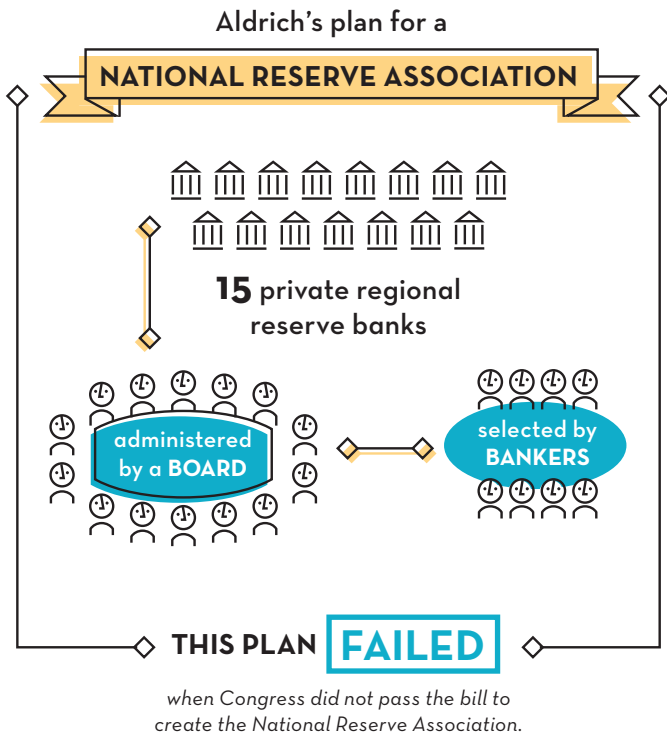 Aldrich’s plan for a
NATIONAL RESERVE ASSOCIATION
15 private regional
reserve banks
administered
by a BOARD
selected by
BANKERS
THIS PLAN FAILED
when Congress did not pass the bill to
create the National Reserve Association.